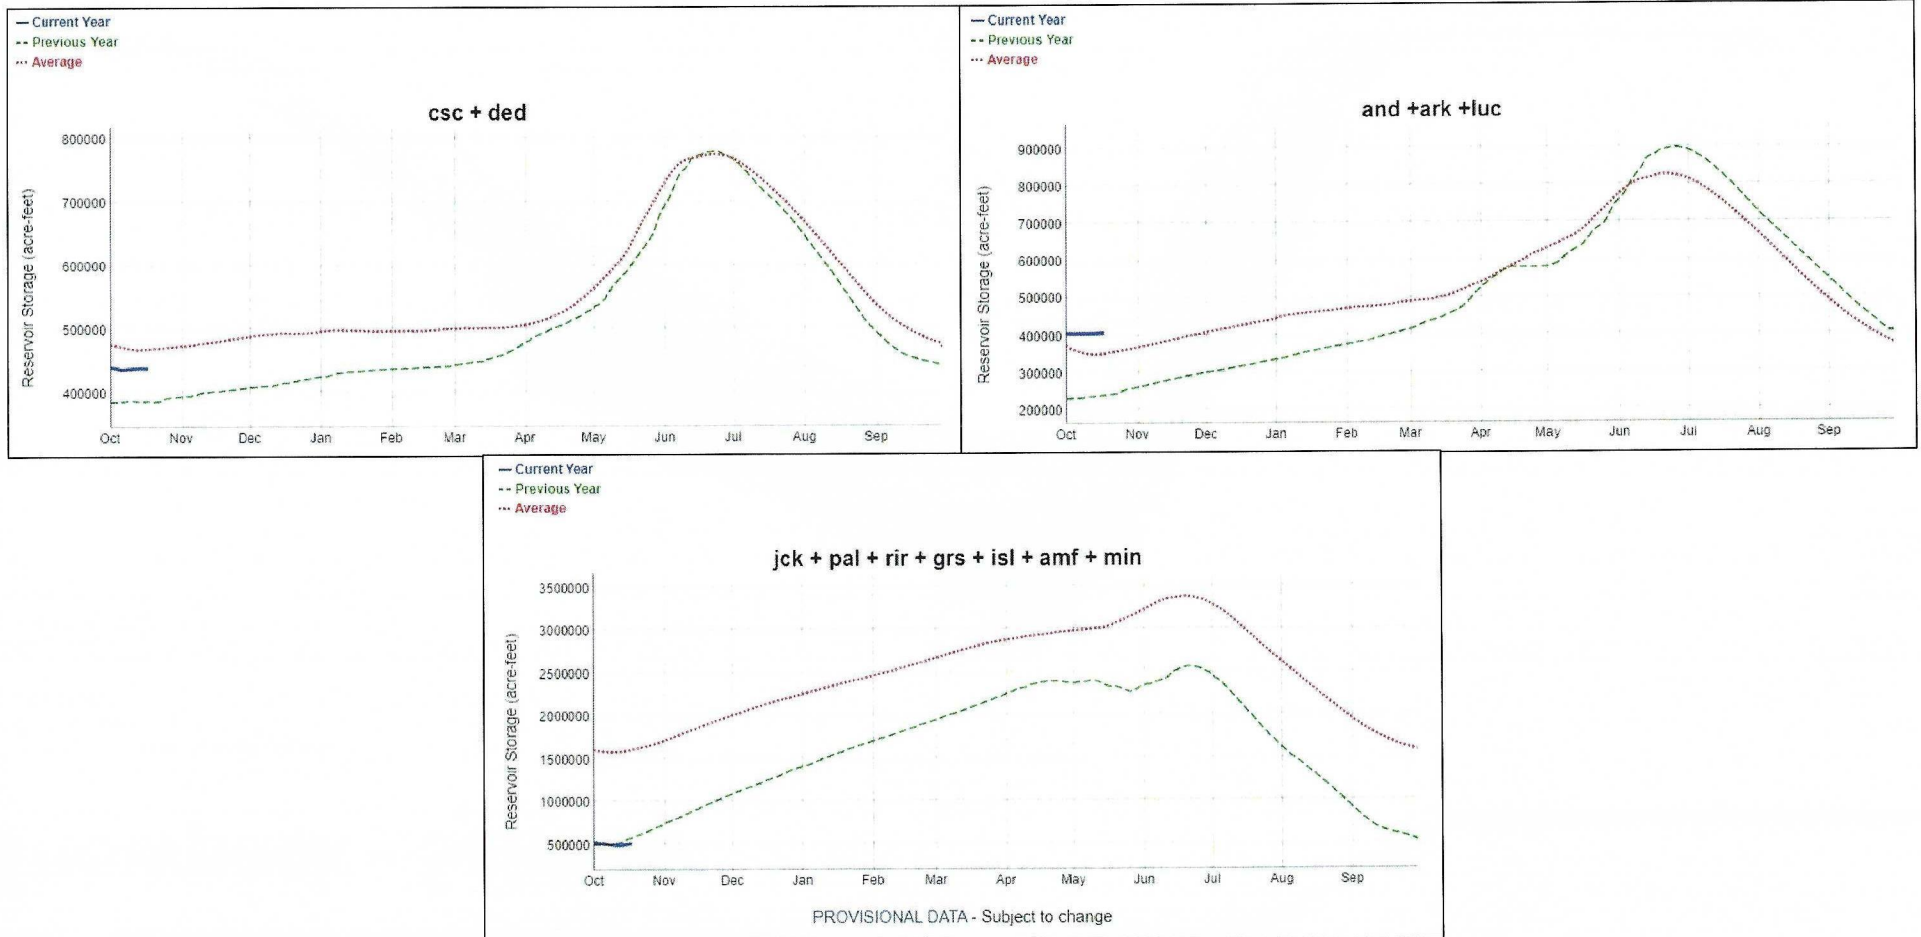 — Current Year
-- Previous Year
··· Average
csc + ded
Reservoir Storage (acre-feet)
800000
700000
600000
500000
400000
Oct Nov Dec Jan Feb Mar Apr May Jun Jul Aug Sep
— Current Year
-- Previous Year
··· Average
and +ark +luc
Reservoir Storage (acre-feet)
900000
800000
700000
600000
500000
400000
300000
200000
Oct Nov Dec Jan Feb Mar Apr May Jun Jul Aug Sep
— Current Year
-- Previous Year
··· Average
jck + pal + rir + grs + isl + amf + min
Reservoir Storage (acre-feet)
3500000
3000000
2500000
2000000
1500000
1000000
500000
Oct Nov Dec Jan Feb Mar Apr May Jun Jul Aug Sep
PROVISIONAL DATA - Subject to change